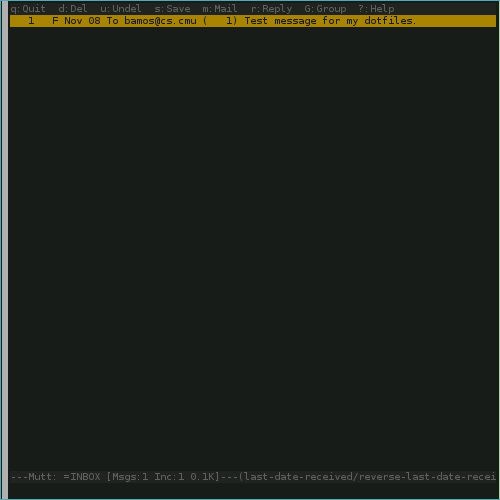 q:Quit  d:Del  u:Undel  s:Save  m:Mail  r:Reply  G:Group  ?:Help
1   F Nov 08 To bamos@cs.cmu (   1) Test message for my dotfiles.
---Mutt: =INBOX [Msgs:1 Inc:1 0.1K]---(last-date-received/reverse-last-date-recei